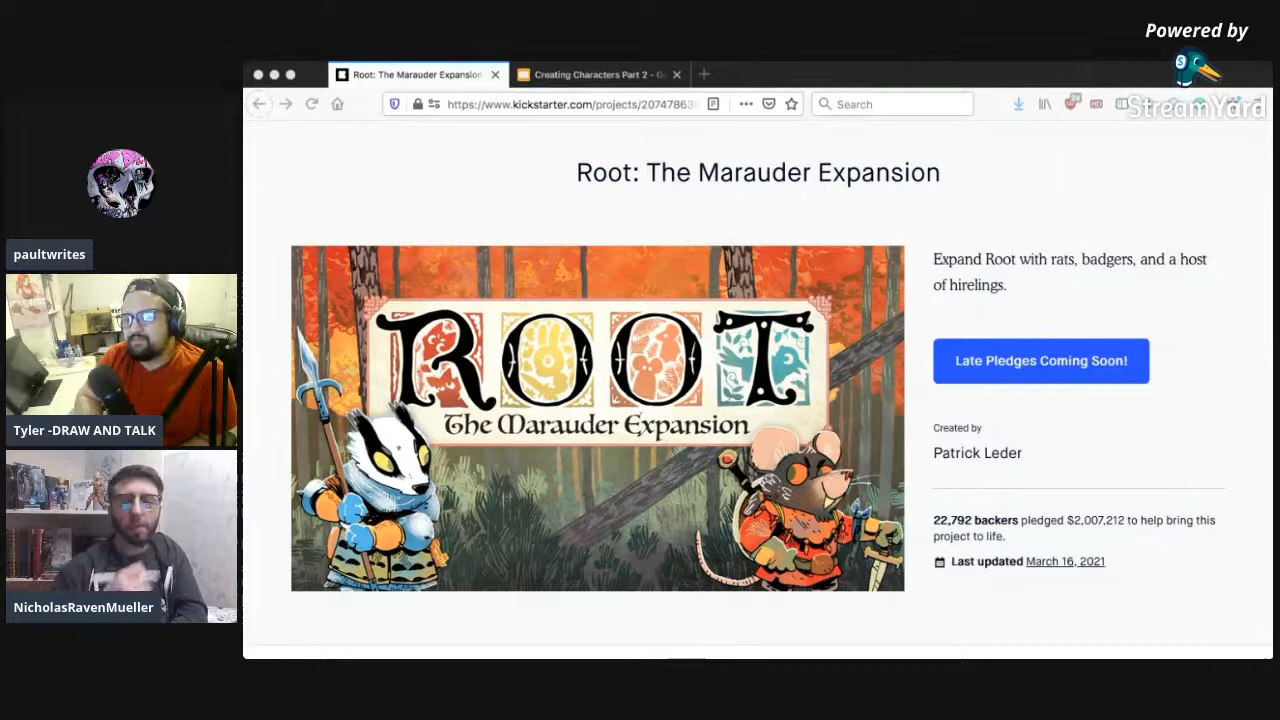 Powered by
StreamYard
Root: The Marauder Expansion
Creating Characters Part 2 - G
https://www.kickstarter.com/projects/20747863
Search
Root: The Marauder Expansion
ROOT
The Marauder Expansion
Expand Root with rats, badgers, and a host
of hirelings.
Late Pledges Coming Soon!
Created by
Patrick Leder
22,792 backers pledged $2,007,212 to help bring this
project to life.
Last updated March 16, 2021
paultwrites
Tyler -DRAW AND TALK
NicholasRavenMueller